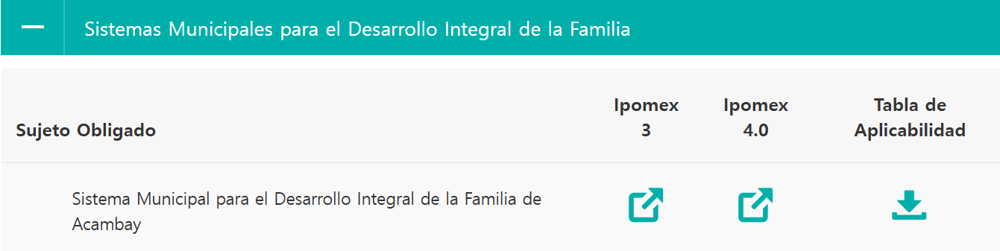 Sistemas Municipales para el Desarrollo Integral de la Familia
Sujeto Obligado
Ipomex
3
Ipomex
4.0
Tabla de
Aplicabilidad
Sistema Municipal para el Desarrollo Integral de la Familia de
Acambay